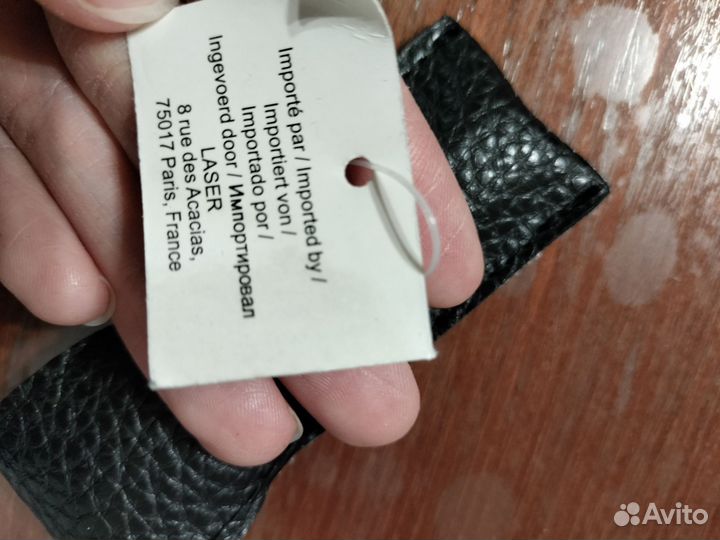 Importé par / Imported by /
Importiert von /
Importado por /
Ingevoerd door / Импортировал
LASER
8 rue des Acacias,
75017 Paris, France
Avito